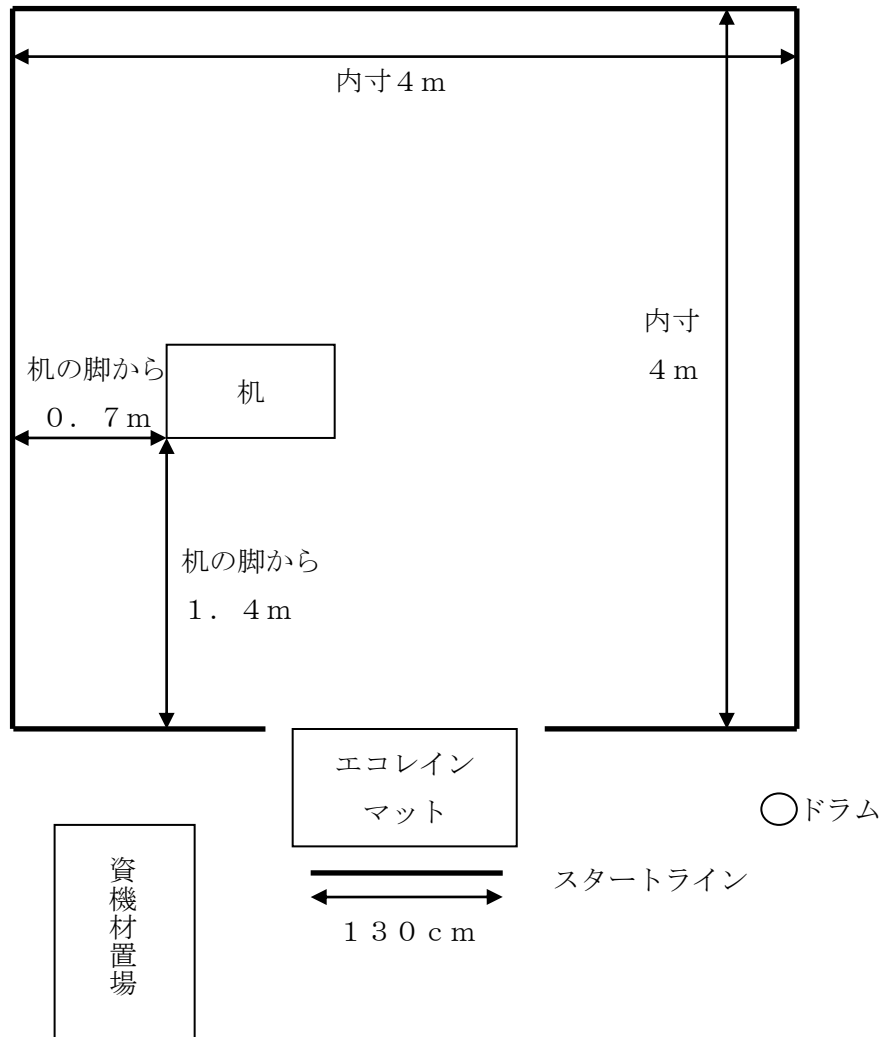 内寸4m
内寸
4m
机の脚から
0.7m
机
机の脚から
1.4m
エコレイン
マット
ドラム
スタートライン
130cm
資機材置場